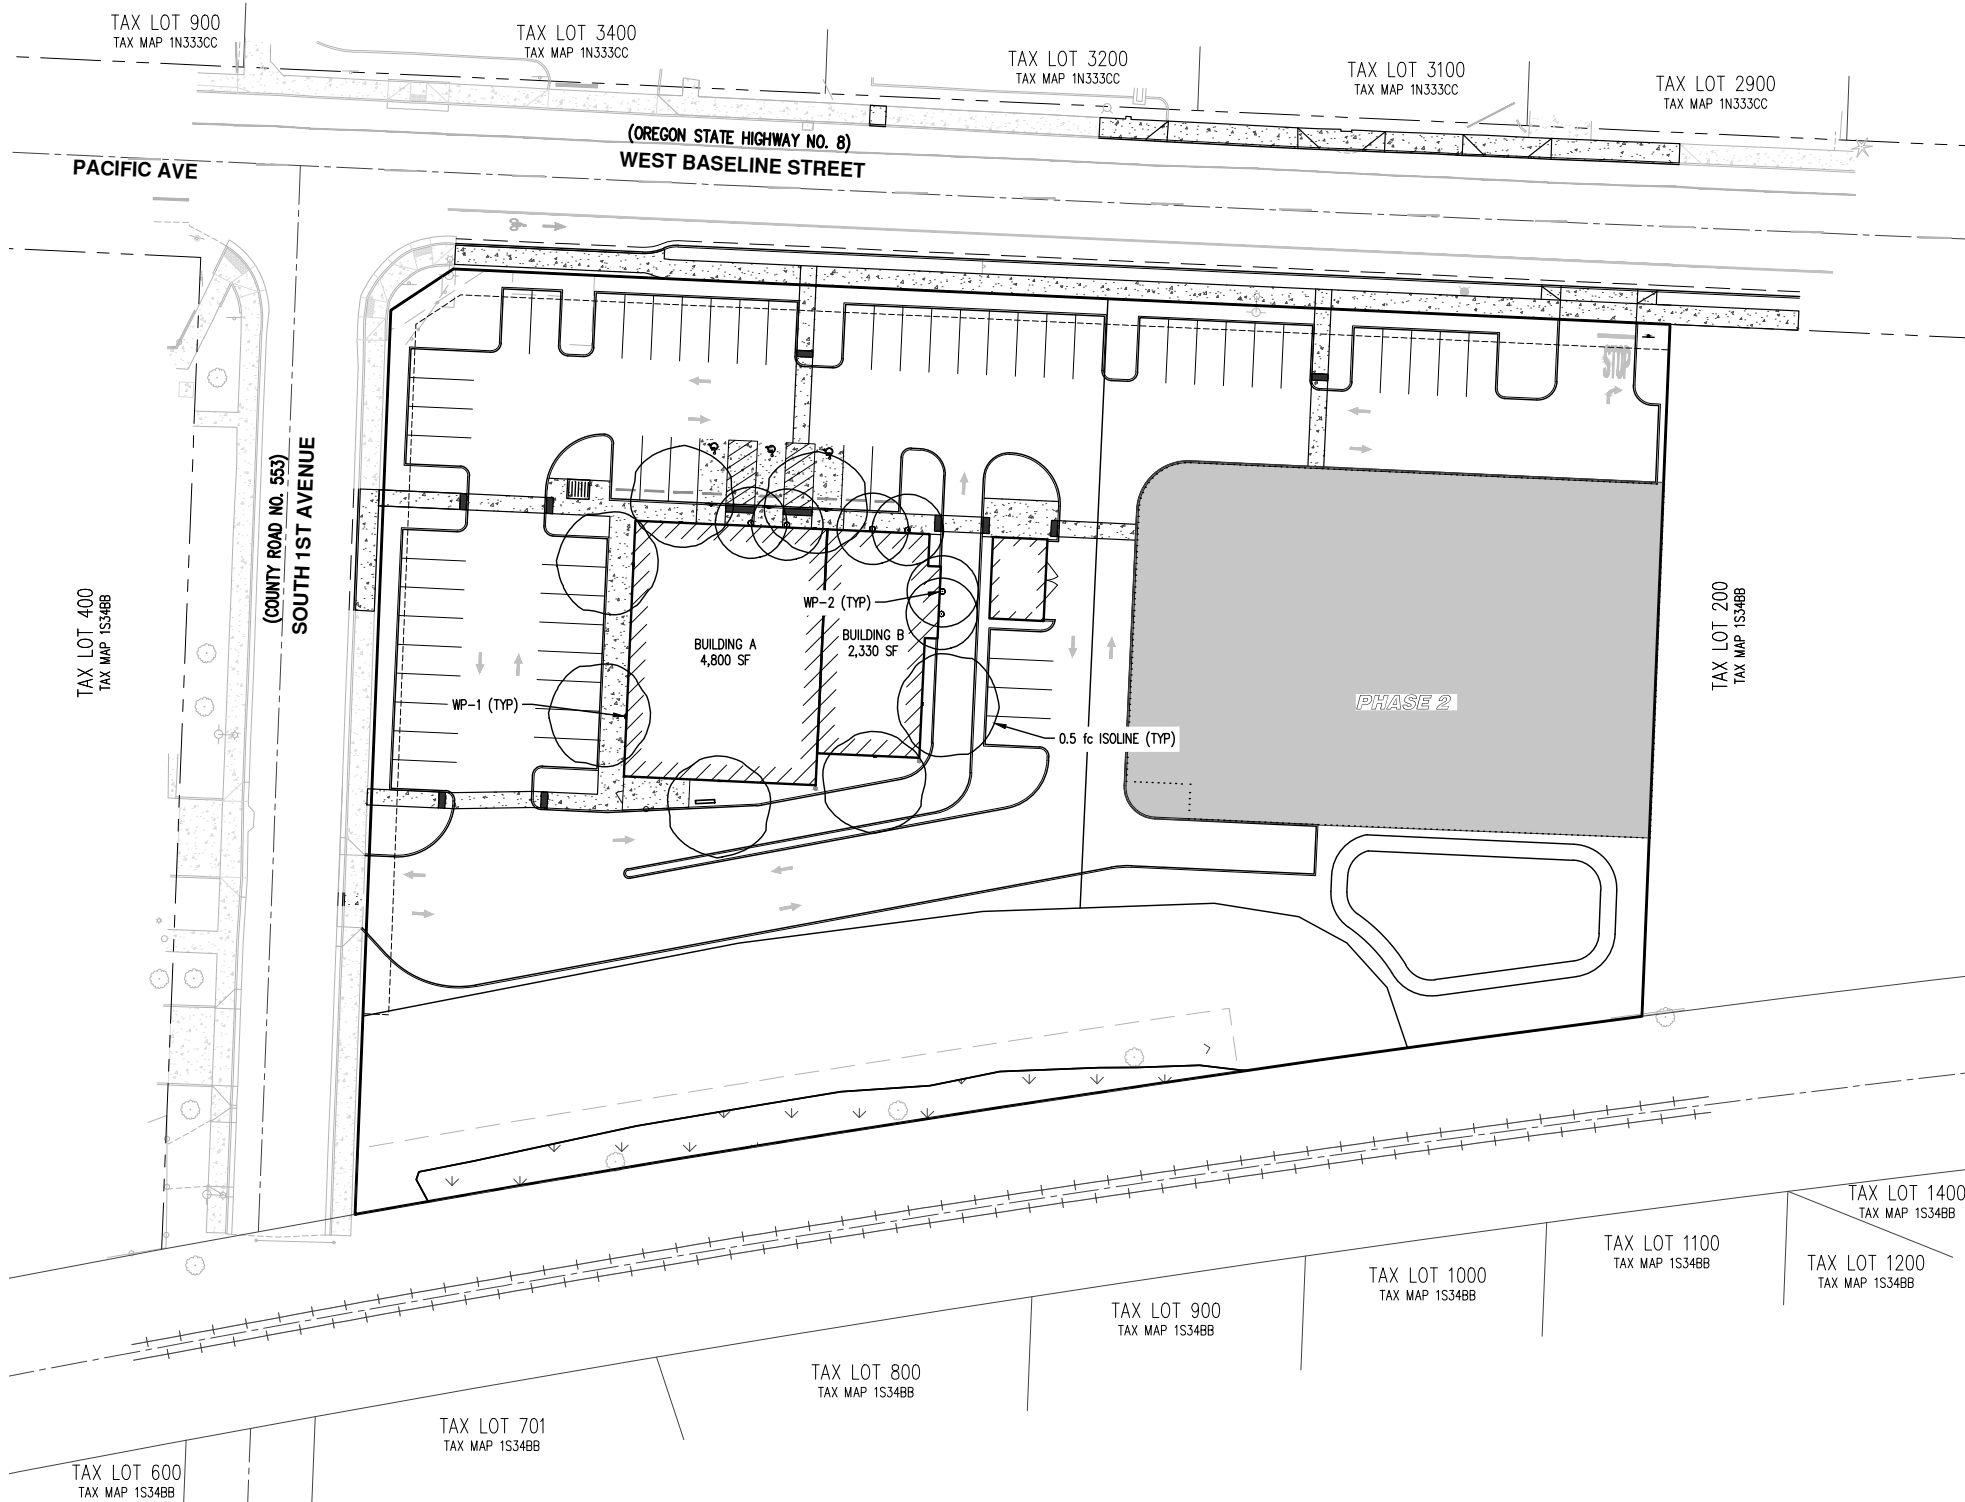 TAX LOT 900
TAX MAP 1N333CC
TAX LOT 3400
TAX MAP 1N333CC
TAX LOT 3200
TAX MAP 1N333CC
TAX LOT 3100
TAX MAP 1N333CC
TAX LOT 2900
TAX MAP 1N333CC
(OREGON STATE HIGHWAY NO. 8)
WEST BASELINE STREET
PACIFIC AVE
STOP
(COUNTY ROAD NO. 553)
SOUTH 1ST AVENUE
TAX LOT 400
TAX MAP 1S34BB
TAX LOT 200
TAX MAP 1S34BB
WP-2 (TYP)
BUILDING A
4,800 SF
BUILDING B
2,330 SF
WP-1 (TYP)
PHASE 2
0.5 fc ISOLINE (TYP)
TAX LOT 1400
TAX MAP 1S34BB
TAX LOT 1100
TAX MAP 1S34BB
TAX LOT 1200
TAX MAP 1S34BB
TAX LOT 1000
TAX MAP 1S34BB
TAX LOT 900
TAX MAP 1S34BB
TAX LOT 800
TAX MAP 1S34BB
TAX LOT 701
TAX MAP 1S34BB
TAX LOT 600
TAX MAP 1S34BB